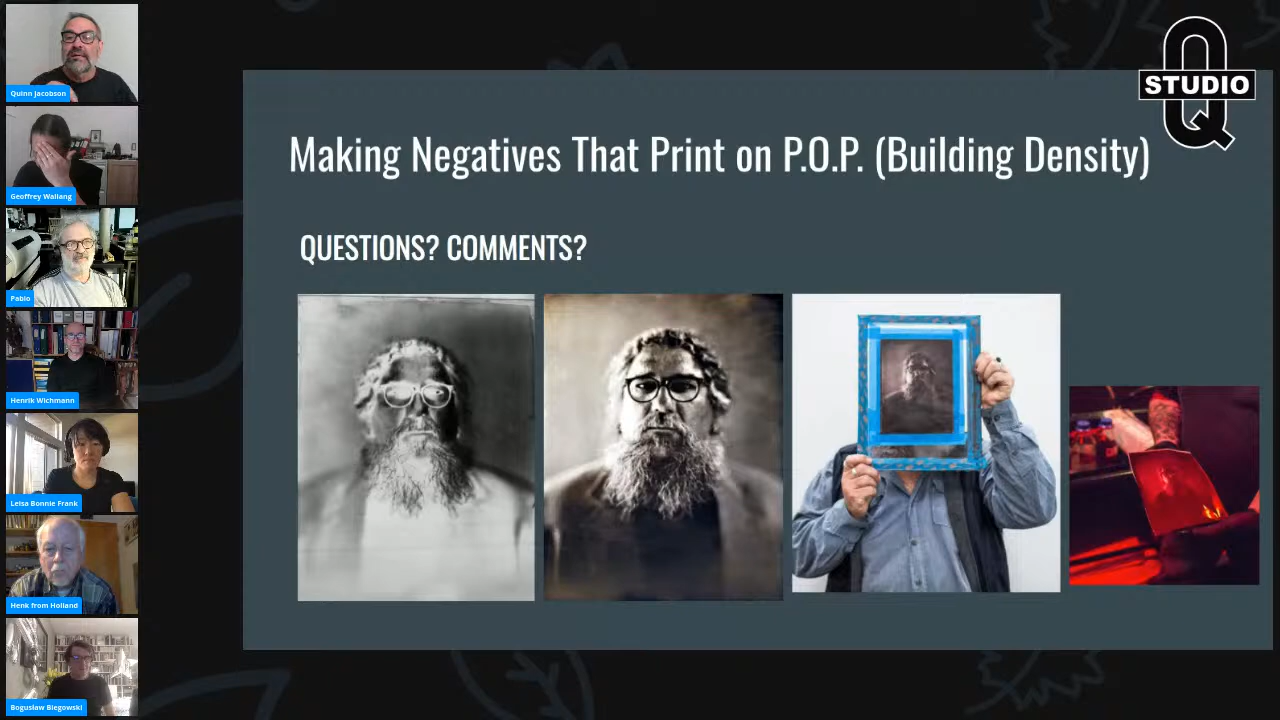 Quinn Jacobson
Geoffrey Wallang
Pablo
Henrik Wichmann
Leisa Bonnie Frank
Henk from Holland
Bogusław Biegowski
STUDIO
Q
Making Negatives That Print on P.O.P. (Building Density)
QUESTIONS? COMMENTS?